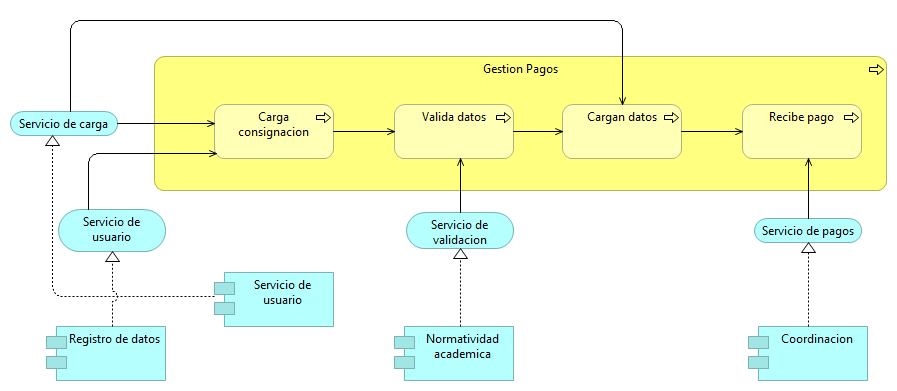 Gestion Pagos
Servicio de carga
Carga
consignacion
Valida datos
Cargan datos
Recibe pago
Servicio de
usuario
Servicio de
validacion
Servicio de pagos
Servicio de
usuario
Registro de datos
Normatividad
academica
Coordinacion